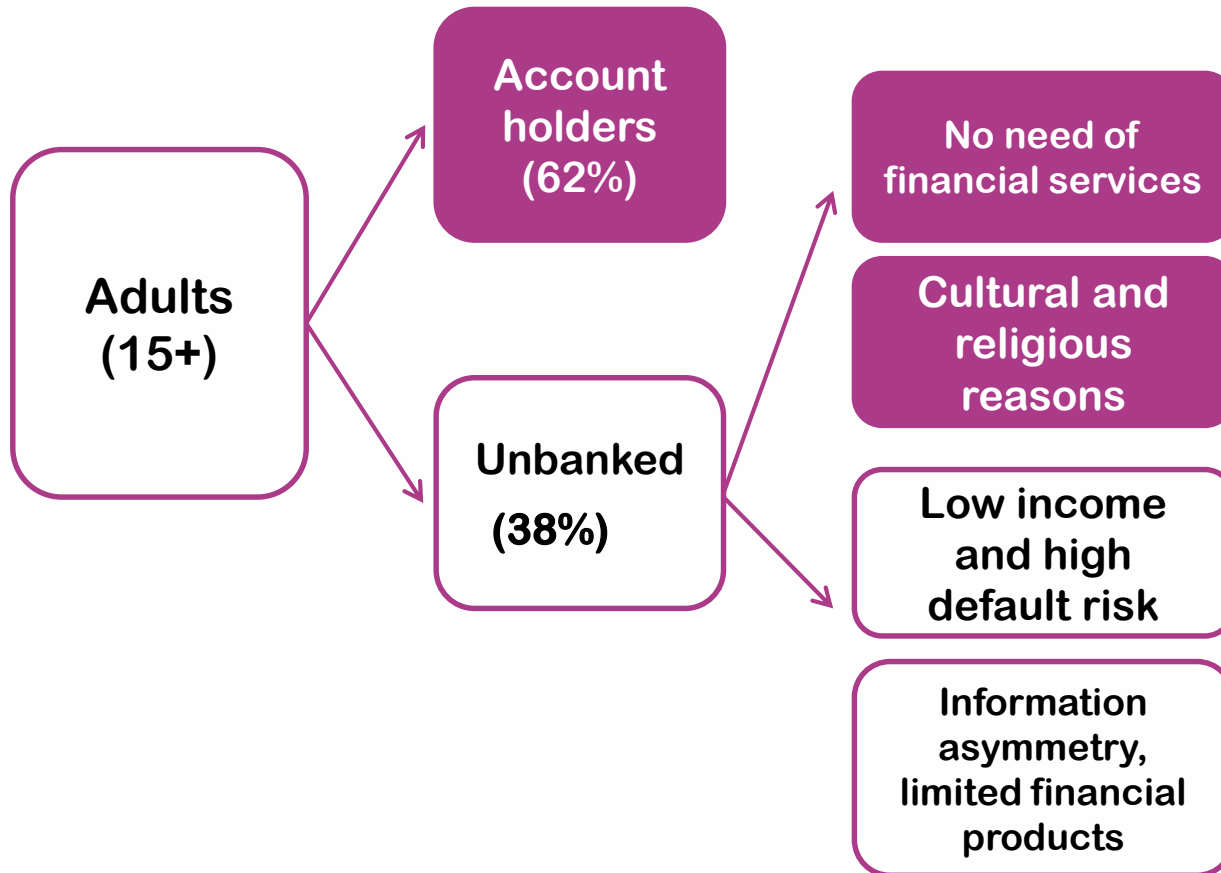 Adults
(15+)
Account
holders
(62%)
Unbanked
(38%)
No need of
financial services
Cultural and
religious
reasons
Low income
and high
default risk
Information
asymmetry,
limited financial
products